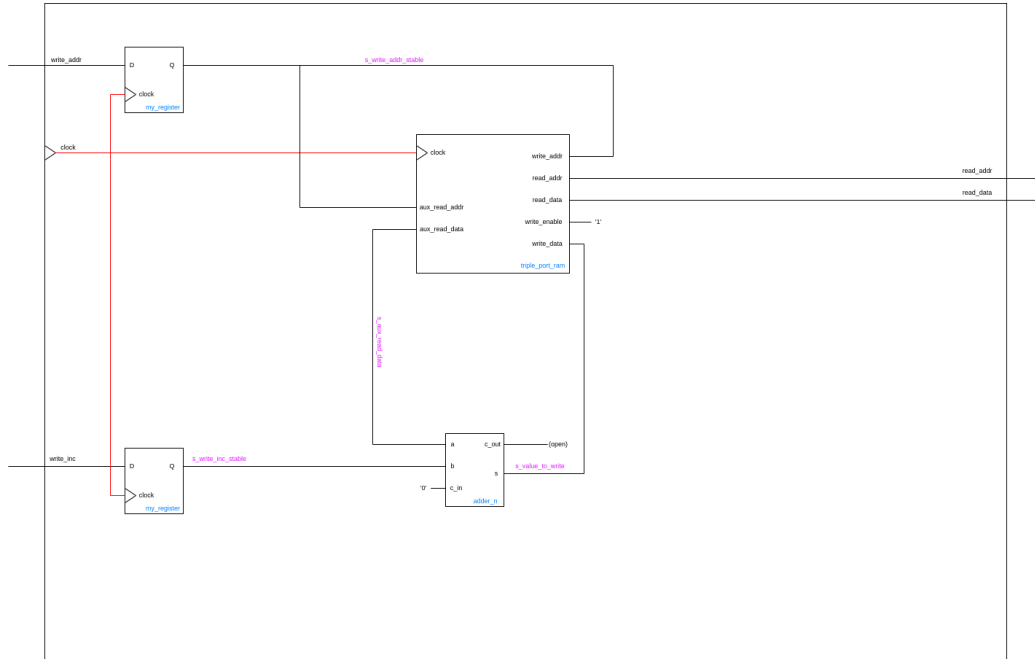 write_addr
D
Q
clock
my_register
s_write_addr_stable
clock
clock
write_addr
read_addr
read_data
write_enable
'1'
write_data
aux_read_addr
aux_read_data
triple_port_ram
read_addr
read_data
s_aux_read_data
write_inc
D
Q
clock
my_register
s_write_inc_stable
a
b
c_in
'0'
c_out
(open)
s
s_value_to_write
adder_n